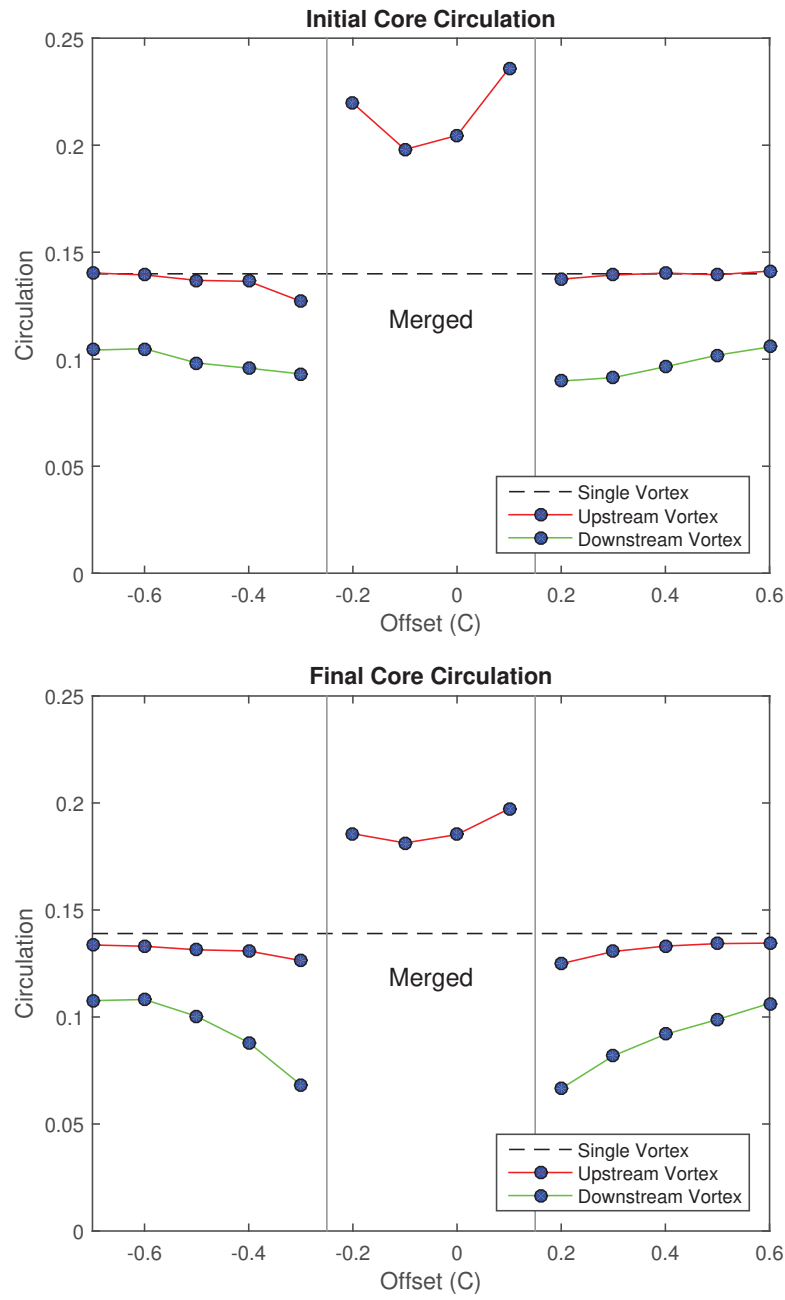 Initial Core Circulation
0.25
0.2
0.15
0.1
0.05
0
Circulation
Merged
Single Vortex
Upstream Vortex
Downstream Vortex
-0.6 -0.4 -0.2 0 0.2 0.4 0.6
Offset (C)
Final Core Circulation
0.25
0.2
0.15
0.1
0.05
0
Circulation
Merged
Single Vortex
Upstream Vortex
Downstream Vortex
-0.6 -0.4 -0.2 0 0.2 0.4 0.6
Offset (C)